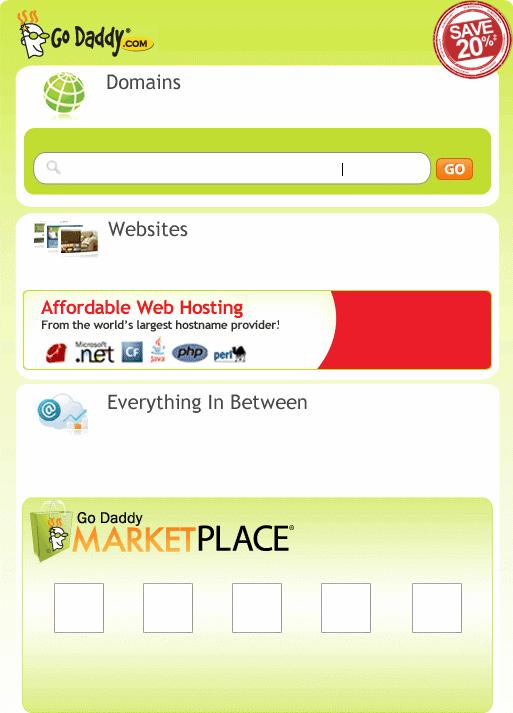 Go Daddy®.COM
SAVE
20%*
Domains
GO
Websites
Affordable Web Hosting
From the world's largest hostname provider!
Microsoft
.net
CF
Java
php
perl
Everything In Between
Go Daddy
MARKETPLACE®